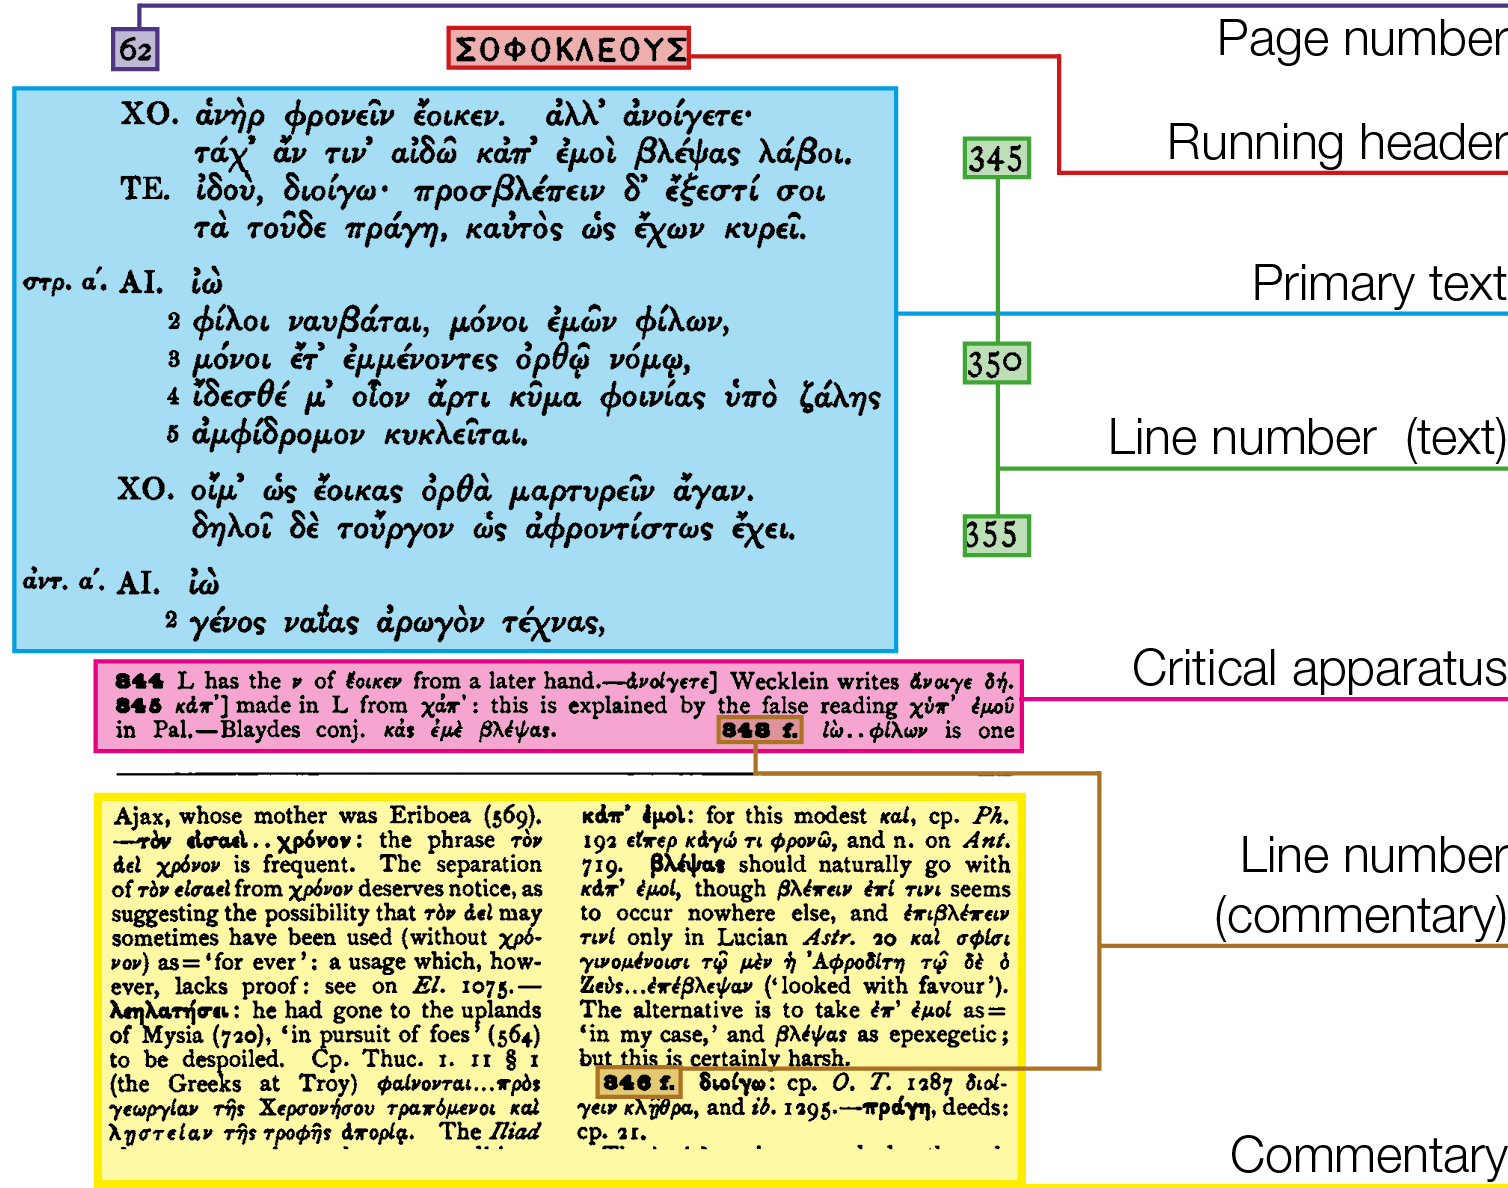 62 ΣΟΦΟΚΛΕΟΥΣ
Page number
Running header
ΧΟ. ἁνὴρ φρονεῖν ἔοικεν. ἀλλ’ ἀνοίγετε·
τάχ’ ἄν τιν’ αἰδῶ κἀπ’ ἐμοὶ βλέψας λάβοι. 345
ΤΕ. ἰδού, διοίγω· προσβλέπειν δ’ ἔξεστί σοι
τὰ τοῦδε πράγη, καὐτὸς ὡς ἔχων κυρεῖ.
Primary text
στρ. α΄. ΑΙ. ἰὼ
2 φίλοι ναυβάται, μόνοι ἐμῶν φίλων,
3 μόνοι ἔτ’ ἐμμένοντες ὀρθῷ νόμῳ, 350
4 ἴδεσθέ μ’ οἷον ἄρτι κῦμα φοινίας ὑπὸ ζάλης
5 ἀμφίδρομον κυκλεῖται.
Line number (text)
ΧΟ. οἴμ’ ὡς ἔοικας ὀρθὰ μαρτυρεῖν ἄγαν.
δηλοῖ δὲ τοὔργον ὡς ἀφροντίστως ἔχει. 355
ἀντ. α΄. ΑΙ. ἰὼ
2 γένος ναΐας ἀρωγὸν τέχνας,
Critical apparatus
344 L has the ν of ἔοικεν from a later hand.—ἀνοίγετε] Wecklein writes ἄνοιγε δή.
345 κἀπ’] made in L from χἀπ’: this is explained by the false reading χὐπ’ ἐμοῦ
in Pal.—Blaydes conj. κἀς ἐμὲ βλέψας. 348 f. ἰὼ..φίλων is one
Ajax, whose mother was Eriboea (569).
—τὸν εἰσαεὶ..χρόνον: the phrase τὸν
ἀεὶ χρόνον is frequent. The separation
of τὸν εἰσαεὶ from χρόνον deserves notice, as
suggesting the possibility that τὸν ἀεὶ may
sometimes have been used (without χρό-
νον) as=‘for ever’: a usage which, how-
ever, lacks proof: see on El. 1075.—
λεηλατήσει: he had gone to the uplands
of Mysia (720), ‘in pursuit of foes’ (564)
to be despoiled. Cp. Thuc. 1. 11 § 1
(the Greeks at Troy) φαίνονται...πρὸς
γεωργίαν τῆς Χερσονήσου τραπόμενοι καὶ
λῃστείαν τῆς τροφῆς ἀπορίᾳ. The Iliad
κἀπ’ ἐμοί: for this modest καί, cp. Ph.
192 εἴπερ κἀγώ τι φρονῶ, and n. on Ant.
719. βλέψας should naturally go with
κἀπ’ ἐμοί, though βλέπειν ἐπί τινι seems
to occur nowhere else, and ἐπιβλέπειν
τινί only in Lucian Astr. 20 καὶ σφίσι
γινομένοισι τῷ μὲν ἡ Ἀφροδίτη τῷ δὲ ὁ
Ζεὺς...ἐπέβλεψαν (‘looked with favour’).
The alternative is to take ἐπ’ ἐμοί as=
‘in my case,’ and βλέψας as epexegetic;
but this is certainly harsh.
346 f. διοίγω: cp. O. T. 1287 διοί-
γειν κλῇθρα, and ib. 1295.—πράγη, deeds:
cp. 21.
Line number
(commentary)
Commentary